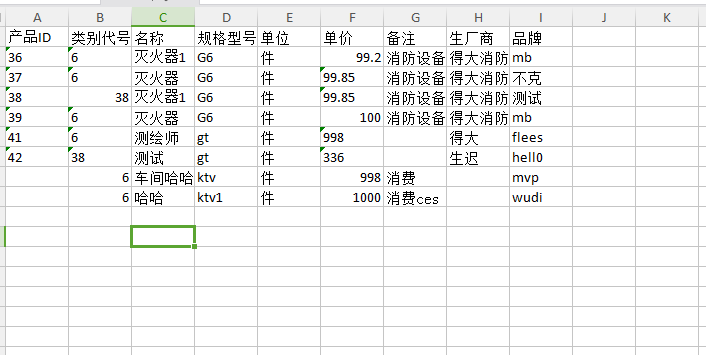 A B C D E F G H I J K
产品ID 类别代号 名称 规格型号 单位 单价 备注 生厂商 品牌
36 6 灭火器1 G6 件 99.2 消防设备 得大消防 mb
37 6 灭火器 G6 件 99.85 消防设备 得大消防 不克
38 38 灭火器1 G6 件 99.85 消防设备 得大消防 测试
39 6 灭火器 G6 件 100 消防设备 得大消防 mb
41 6 测绘师 gt 件 998 得大 flees
42 38 测试 gt 件 336 生迟 hell0
6 车间哈哈 ktv 件 998 消费 mvp
6 哈哈 ktv1 件 1000 消费ces wudi